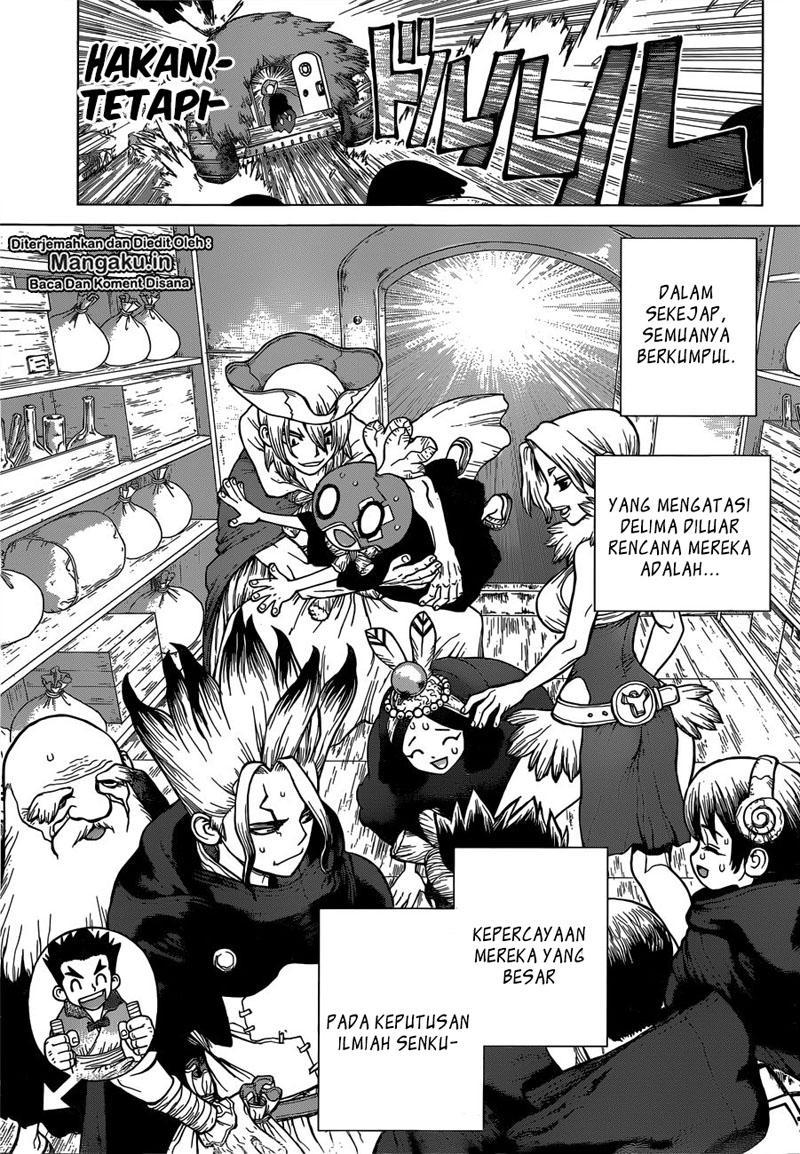 HAKAN-
TETAPI-
ドルルルル
Diterjemahkan dan Diedit Oleh :
Mangaku.in
Baca Dan Koment Disana
DALAM
SEKEJAP,
SEMUANYA
BERKUMPUL.
YANG MENGATASI
DELIMA DILUAR
RENCANA MEREKA
ADALAH...
KEPERCAYAAN
MEREKA YANG
BESAR
PADA KEPUTUSAN
ILMIAH SENKU-